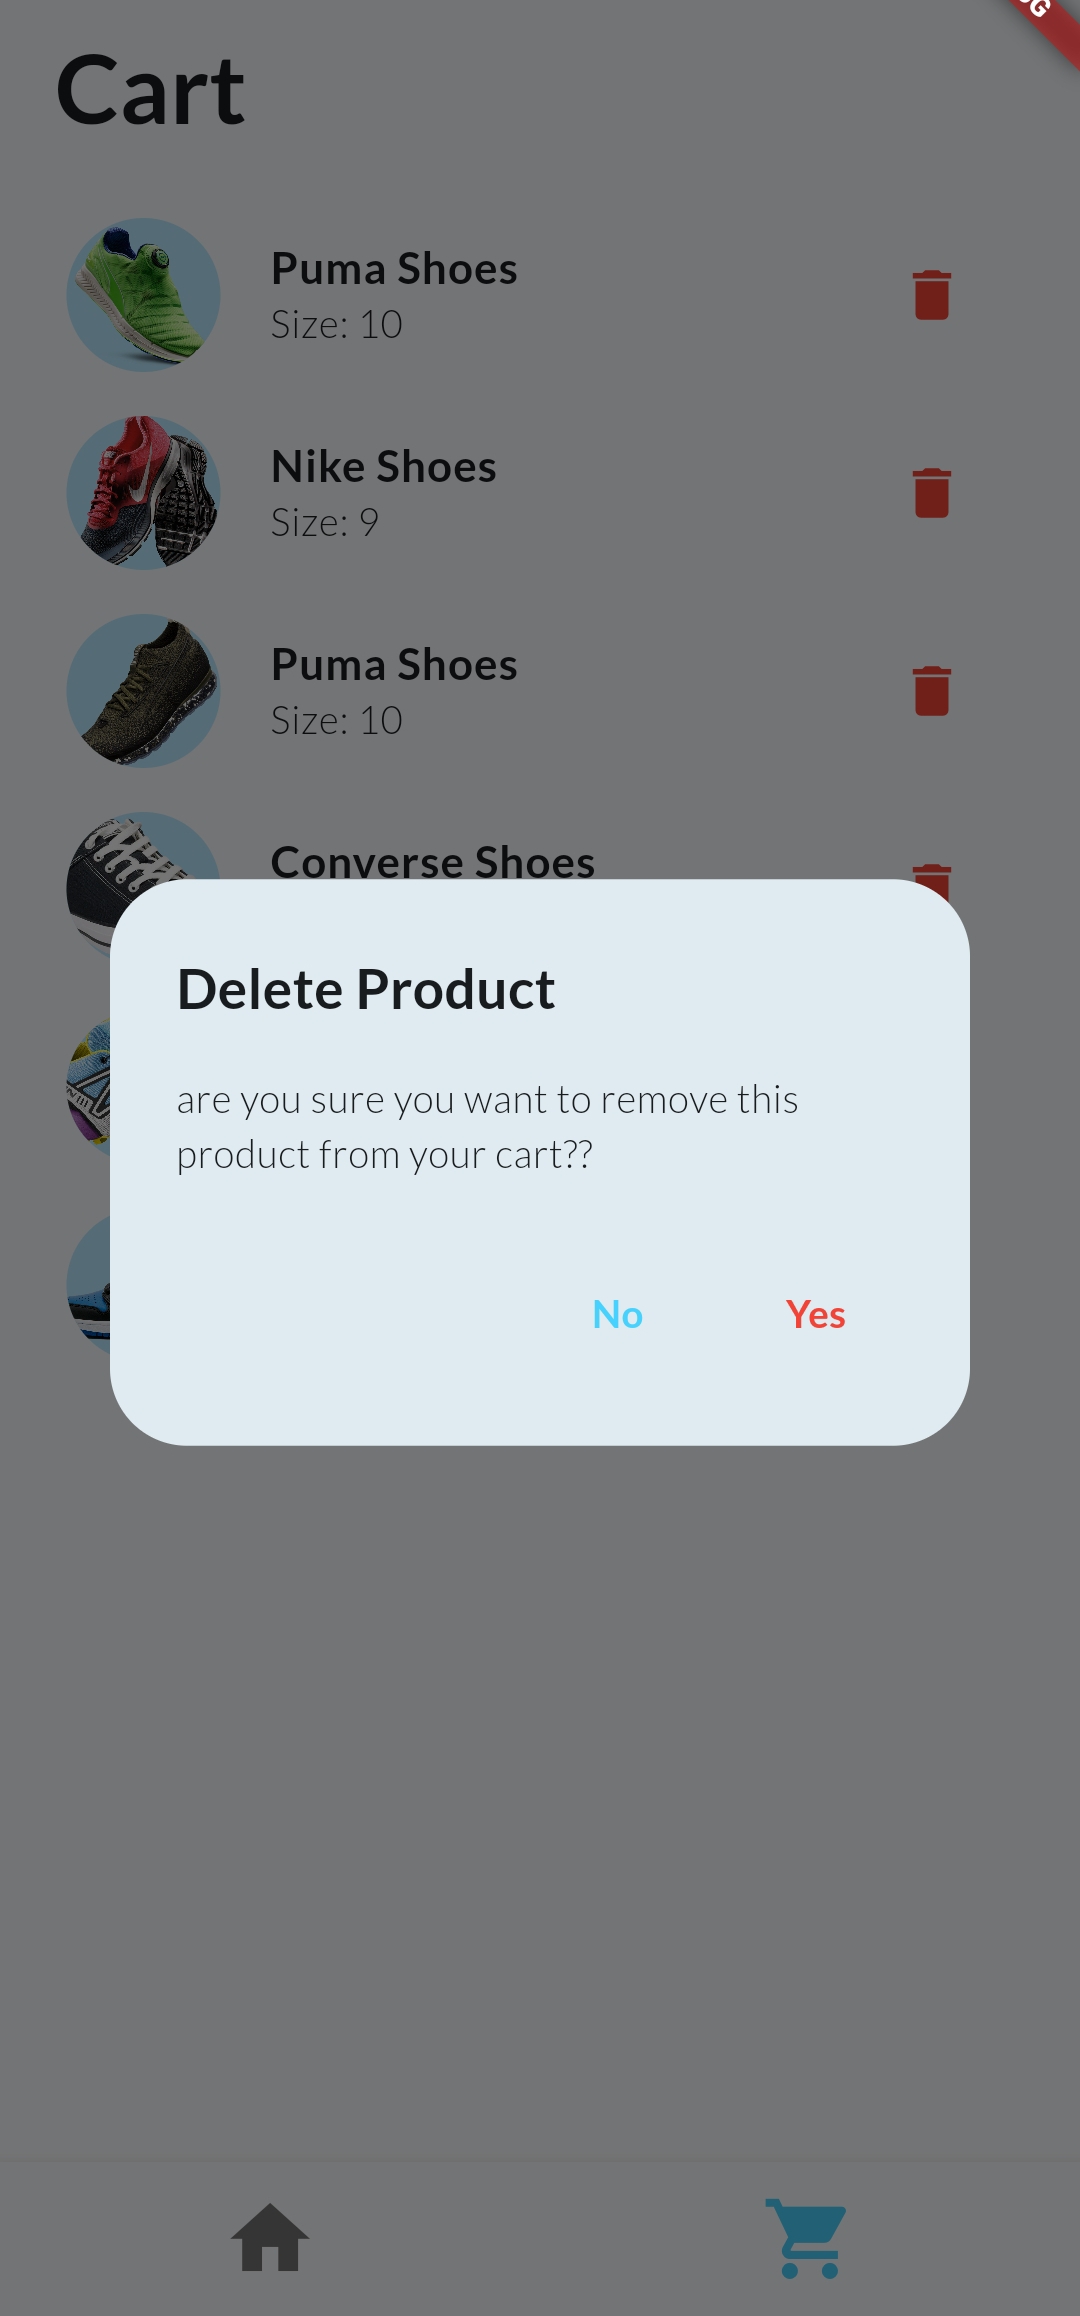 Cart
Puma Shoes
Size: 10
Nike Shoes
Size: 9
Puma Shoes
Size: 10
Converse Shoes
Delete Product
are you sure you want to remove this
product from your cart??
No Yes